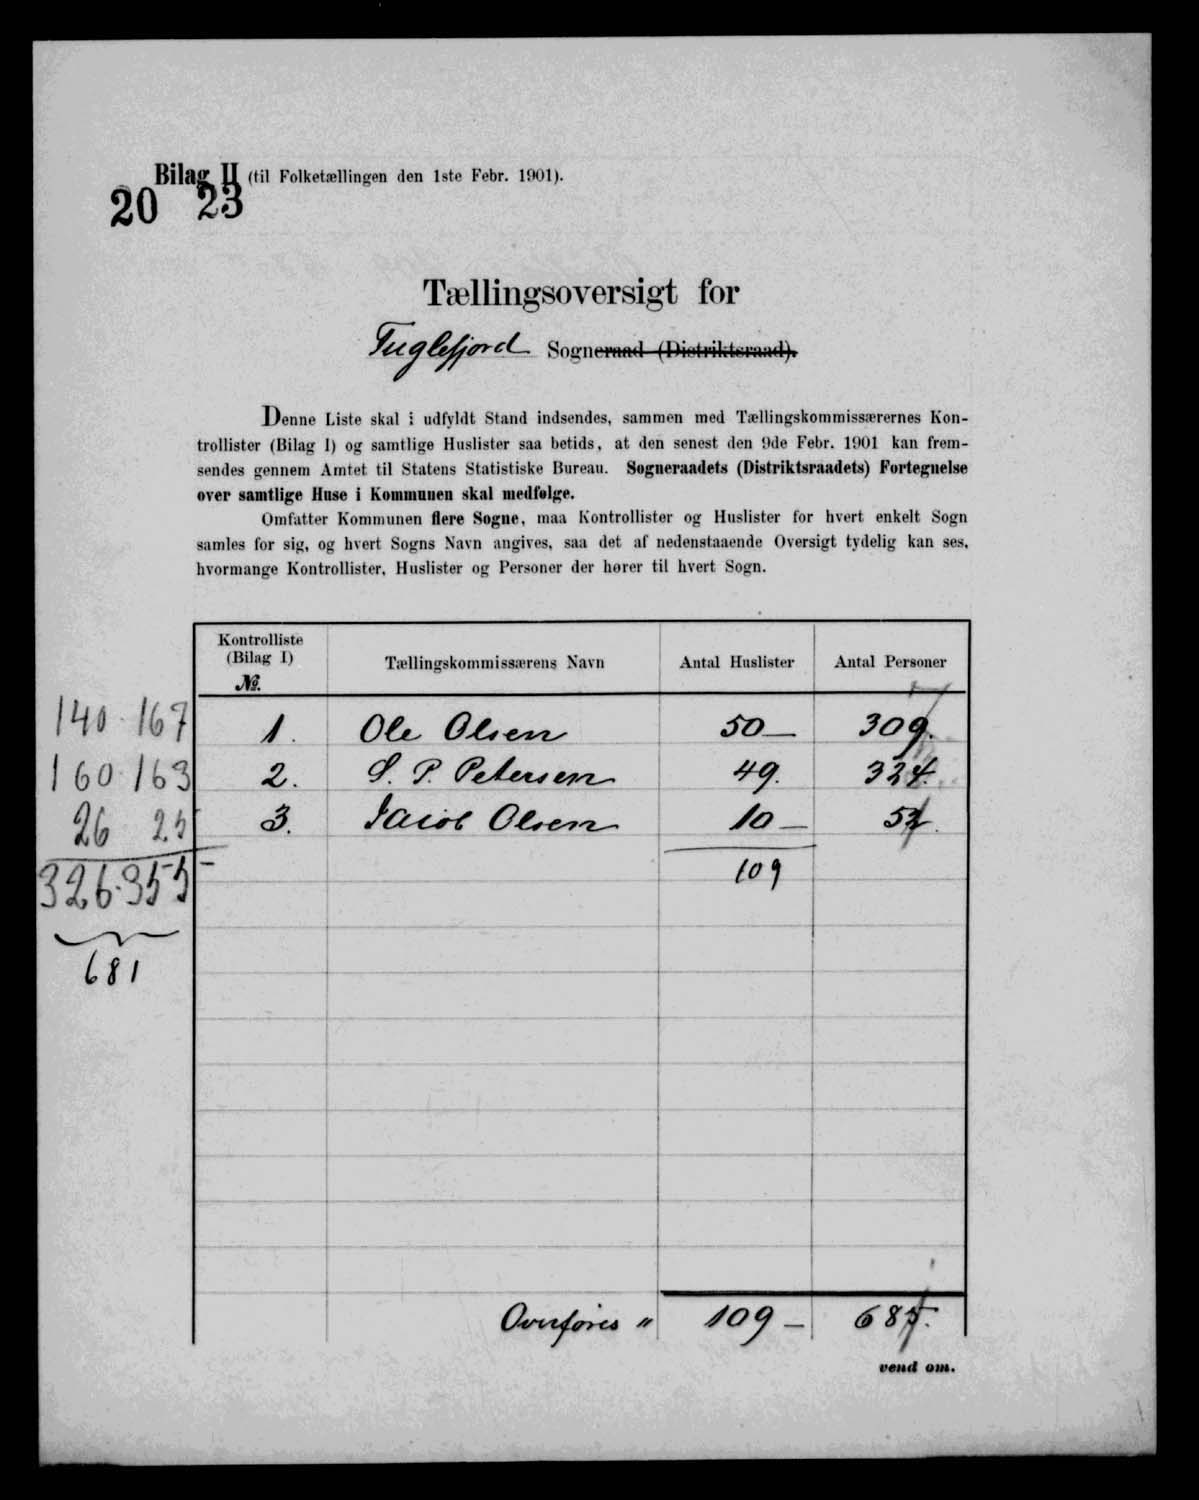 Bilag II (til Folketællingen den 1ste Febr. 1901).
20 23
Tællingsoversigt for
Fuglefjord Sogneraad (Distriktsraad).
Denne Liste skal i udfyldt Stand indsendes, sammen med Tællingskommissærernes Kon-
trollister (Bilag I) og samtlige Huslister saa betids, at den senest den 9de Febr. 1901 kan frem-
sendes gennem Amtet til Statens Statistiske Bureau. Sogneraadets (Distriktsraadets) Fortegnelse
over samtlige Huse i Kommunen skal medfølge.
Omfatter Kommunen flere Sogne, maa Kontrollister og Huslister for hvert enkelt Sogn
samles for sig, og hvert Sogns Navn angives, saa det af nedenstaaende Oversigt tydelig kan ses,
hvormange Kontrollister, Huslister og Personer der hører til hvert Sogn.
Kontrolliste (Bilag I) №. Tællingskommissærens Navn Antal Huslister Antal Personer
140 167 1. Ole Olsen 50 — 309.
160 163 2. S. P. Petersen 49. 324.
26 25 3. Jacob Olsen 10 — 52.
326 355 109
681
Overføres " 109 — 685.
vend om.